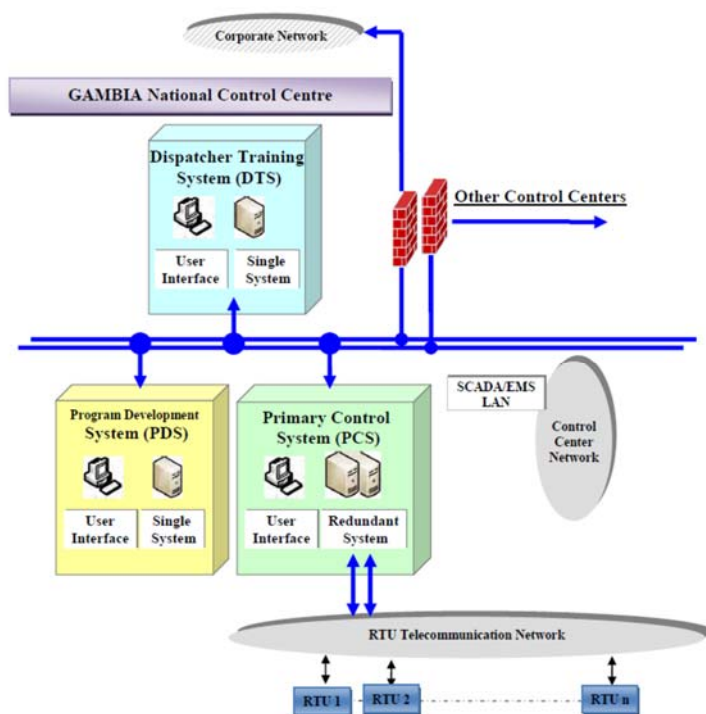 Corporate Network
GAMBIA National Control Centre
Dispatcher Training
System (DTS)
User
Interface
Single
System
Other Control Centers
SCADA/EMS
LAN
Control
Center
Network
Program Development
System (PDS)
User
Interface
Single
System
Primary Control
System (PCS)
User
Interface
Redundant
System
RTU Telecommunication Network
RTU 1
RTU 2
RTU n